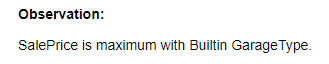 Observation:
SalePrice is maximum with Builtin GarageType.